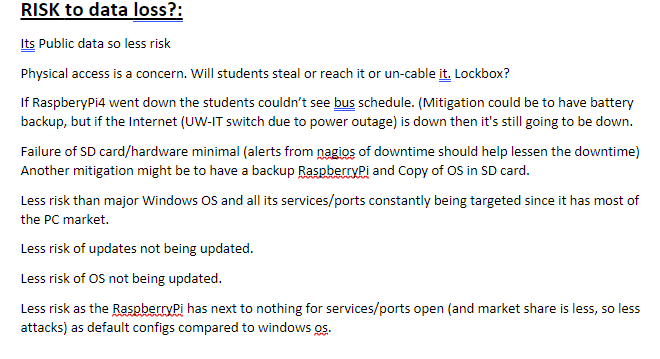 RISK to data loss?:
Its Public data so less risk
Physical access is a concern. Will students steal or reach it or un-cable it. Lockbox?
If RaspberyPi4 went down the students couldn't see bus schedule. (Mitigation could be to have battery
backup, but if the Internet (UW-IT switch due to power outage) is down then it's still going to be down.
Failure of SD card/hardware minimal (alerts from nagios of downtime should help lessen the downtime)
Another mitigation might be to have a backup RaspberryPi and Copy of OS in SD card.
Less risk than major Windows OS and all its services/ports constantly being targeted since it has most of
the PC market.
Less risk of updates not being updated.
Less risk of OS not being updated.
Less risk as the RaspberryPi has next to nothing for services/ports open (and market share is less, so less
attacks) as default configs compared to windows os.